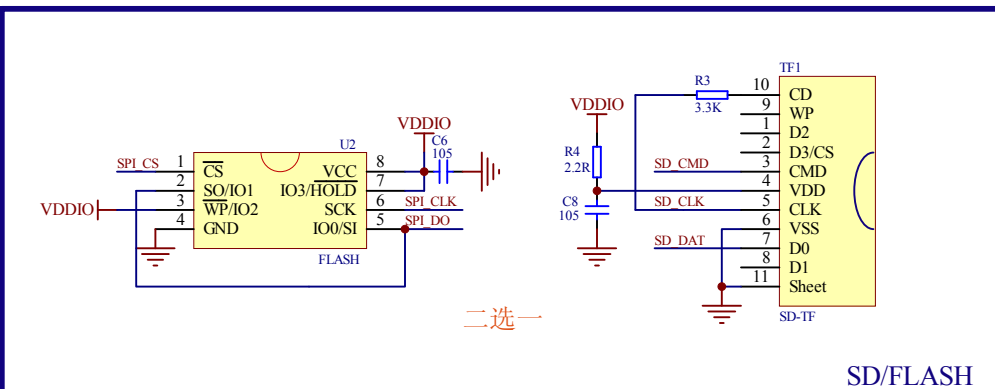 U2
VDDIO
C6
105
SPI_CS
1
CS
VCC
8
2
SO/IO1
IO3/HOLD
7
VDDIO
3
WP/IO2
SCK
6
SPI_CLK
4
GND
IO0/SI
5
SPI_DO
FLASH
TF1
R3
3.3K
10
CD
9
WP
VDDIO
1
D2
2
D3/CS
R4
2.2R
SD_CMD
3
CMD
4
VDD
C8
105
SD_CLK
5
CLK
6
VSS
SD_DAT
7
D0
8
D1
11
Sheet
SD-TF
二选一
SD/FLASH